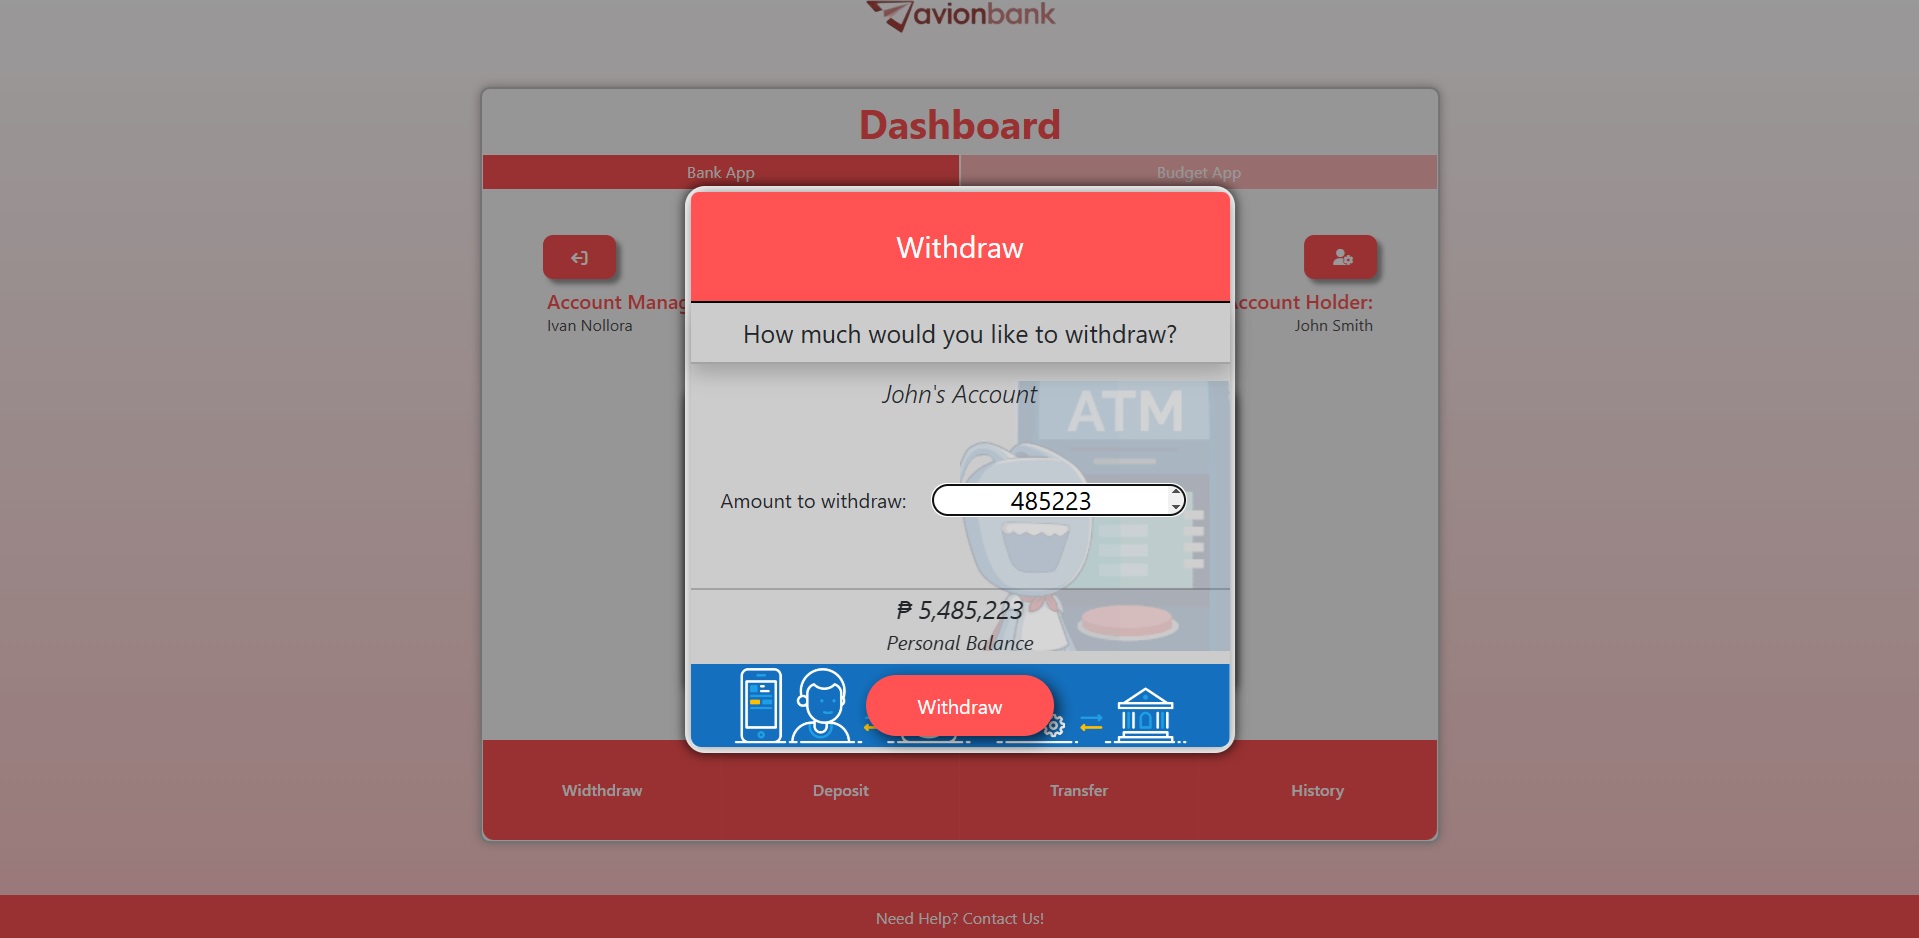 avionbank
Dashboard
Bank App
Budget App
Withdraw
Account Manag
Ivan Nollora
ccount Holder:
John Smith
How much would you like to withdraw?
John's Account
ATM
Amount to withdraw: 485223
₱ 5,485,223
Personal Balance
Withdraw
Widthdraw
Deposit
Transfer
History
Need Help? Contact Us!